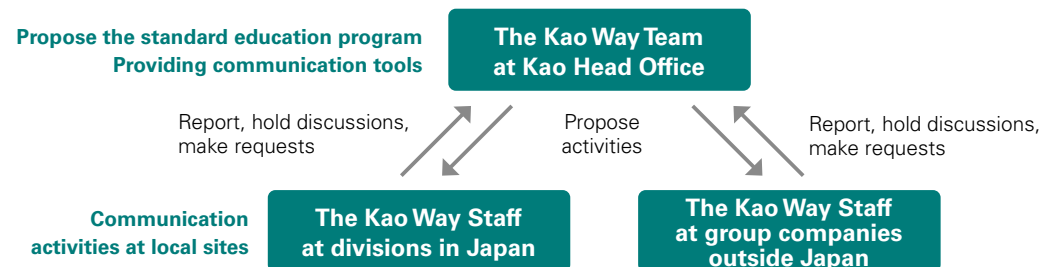 Propose the standard education program
Providing communication tools
The Kao Way Team
at Kao Head Office
Report, hold discussions,
make requests
Propose
activities
Report, hold discussions,
make requests
Communication
activities at local sites
The Kao Way Staff
at divisions in Japan
The Kao Way Staff
at group companies
outside Japan